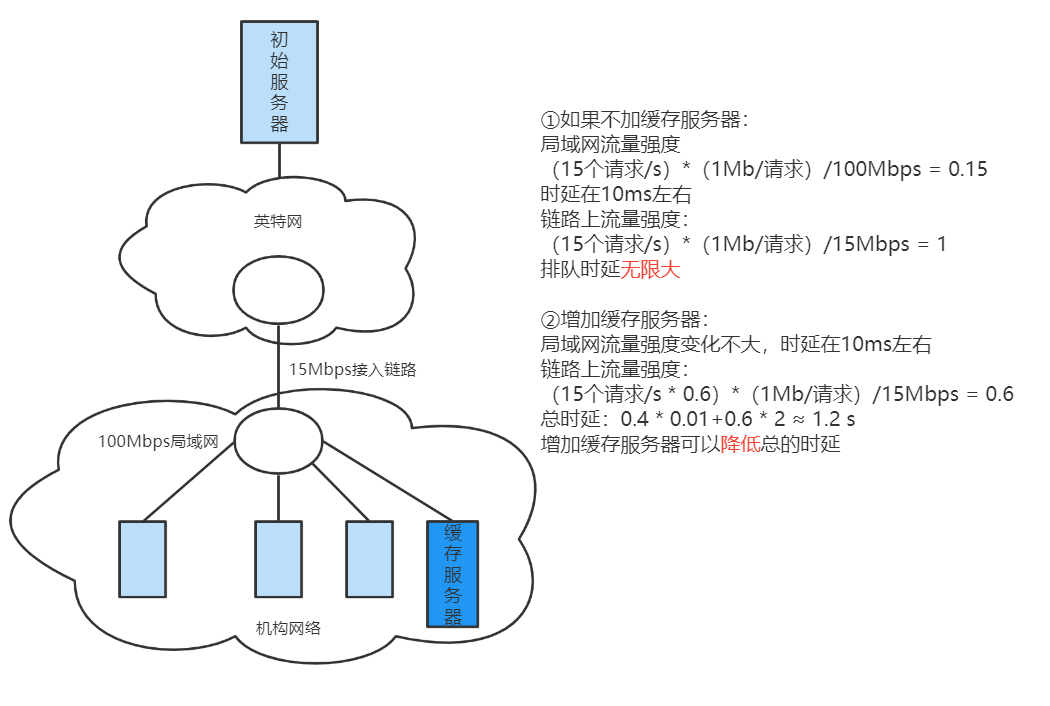 初始服务器
英特网
15Mbps接入链路
100Mbps局域网
缓存服务器
机构网络
①如果不加缓存服务器：
局域网流量强度
（15个请求/s）*（1Mb/请求）/100Mbps = 0.15
时延在10ms左右
链路上流量强度：
（15个请求/s）*（1Mb/请求）/15Mbps = 1
排队时延无限大
②增加缓存服务器：
局域网流量强度变化不大，时延在10ms左右
链路上流量强度：
（15个请求/s * 0.6）*（1Mb/请求）/15Mbps = 0.6
总时延：0.4 * 0.01+0.6 * 2 ≈ 1.2 s
增加缓存服务器可以降低总的时延